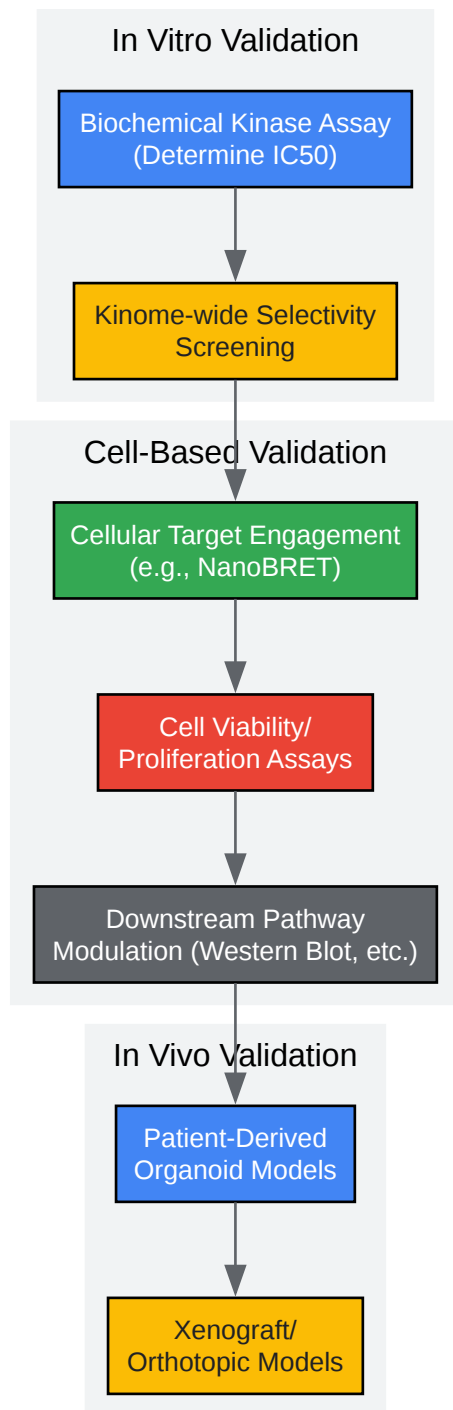 In Vitro Validation
Biochemical Kinase Assay
(Determine IC50)
Kinome-wide Selectivity
Screening
Cell-Based Validation
Cellular Target Engagement
(e.g., NanoBRET)
Cell Viability/
Proliferation Assays
Downstream Pathway
Modulation (Western Blot, etc.)
In Vivo Validation
Patient-Derived
Organoid Models
Xenograft/
Orthotopic Models